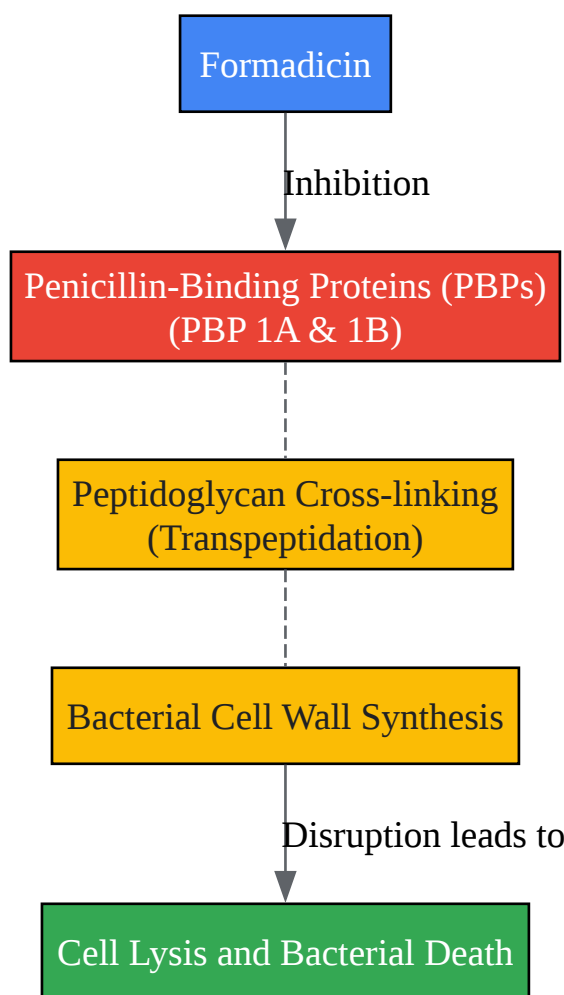 Formadicin
Inhibition
Penicillin-Binding Proteins (PBPs)
(PBP 1A & 1B)
Peptidoglycan Cross-linking
(Transpeptidation)
Bacterial Cell Wall Synthesis
Disruption leads to
Cell Lysis and Bacterial Death